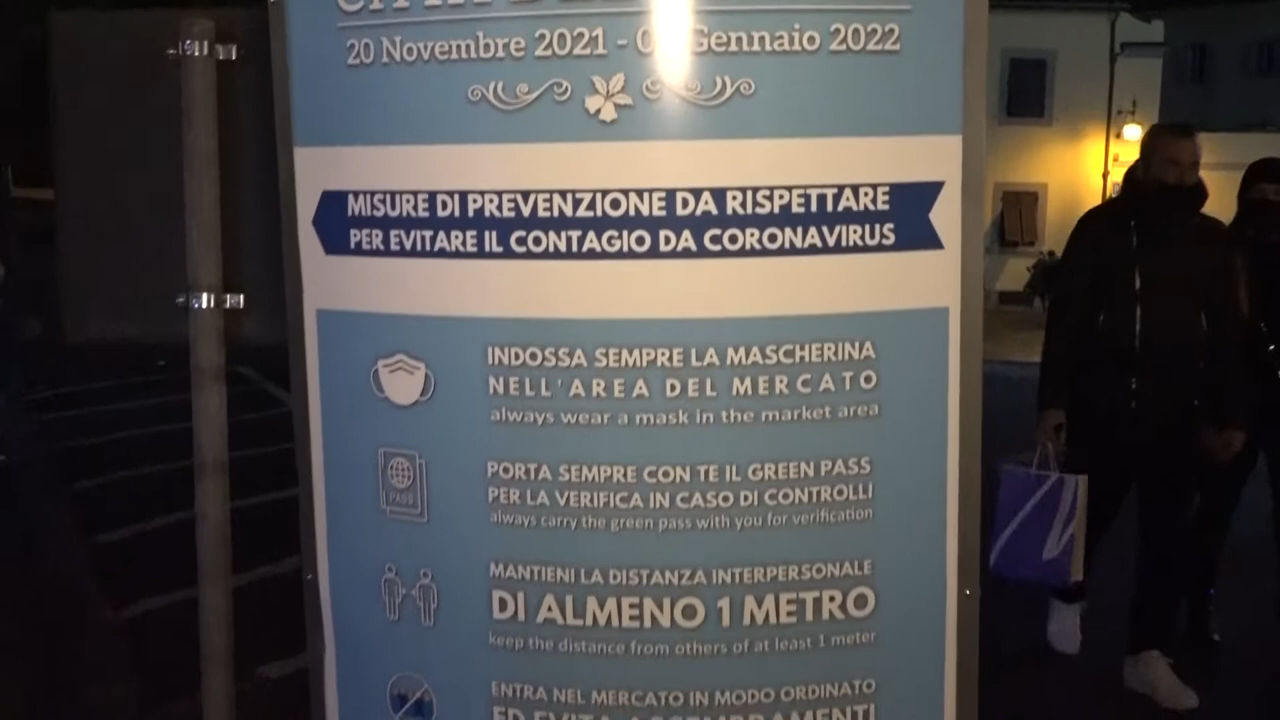 20 Novembre 2021 - Gennaio 2022
MISURE DI PREVENZIONE DA RISPETTARE
PER EVITARE IL CONTAGIO DA CORONAVIRUS
INDOSSA SEMPRE LA MASCHERINA
NELL'AREA DEL MERCATO
always wear a mask in the market area
PASS
PORTA SEMPRE CON TE IL GREEN PASS
PER LA VERIFICA IN CASO DI CONTROLLI
always carry the green pass with you for verification
MANTIENI LA DISTANZA INTERPERSONALE
DI ALMENO 1 METRO
keep the distance from others of at least 1 meter
ENTRA NEL MERCATO IN MODO ORDINATO
ED EVITA ASSEMBRAMENTI